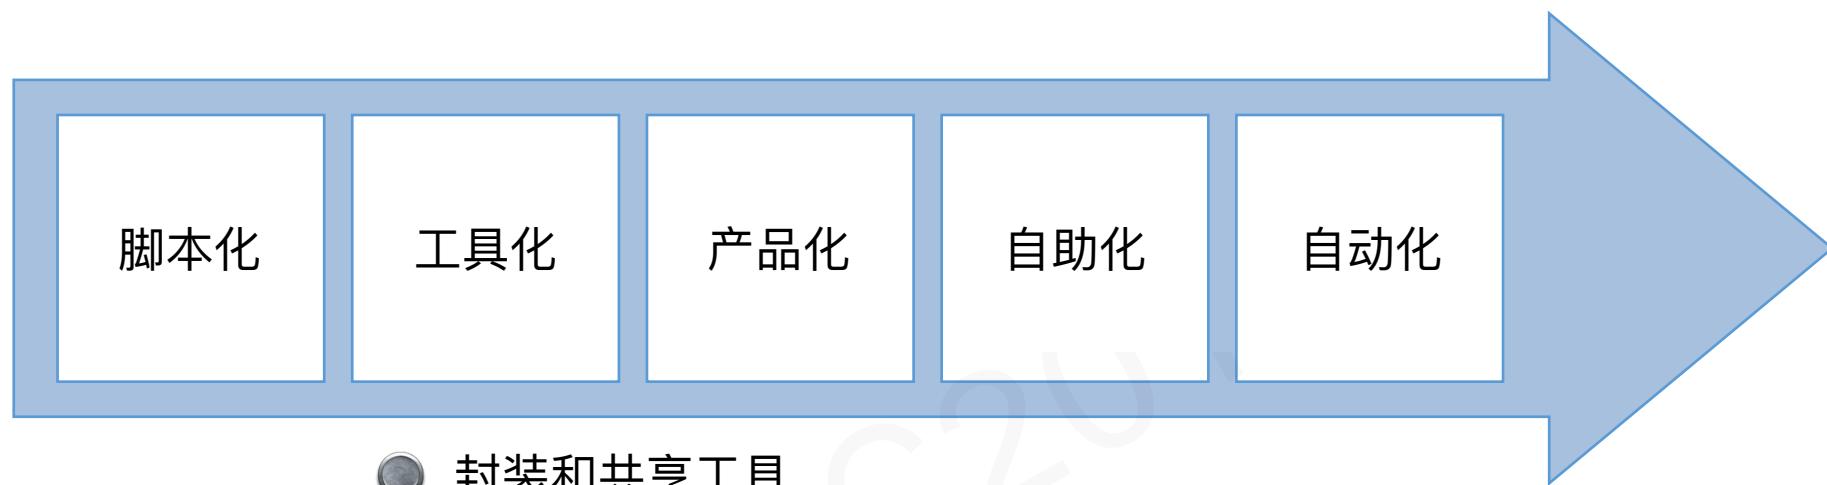 脚本化
工具化
产品化
自助化
自动化
封装和共享工具